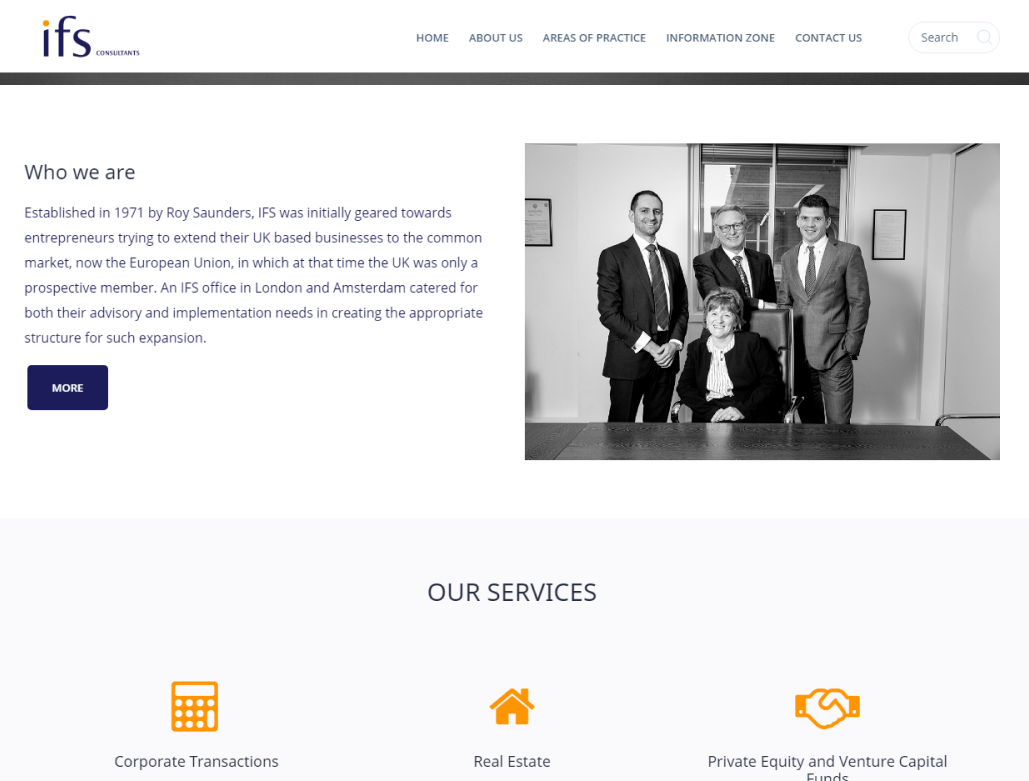 ifs CONSULTANTS
HOME ABOUT US AREAS OF PRACTICE INFORMATION ZONE CONTACT US Search
Who we are
Established in 1971 by Roy Saunders, IFS was initially geared towards
entrepreneurs trying to extend their UK based businesses to the common
market, now the European Union, in which at that time the UK was only a
prospective member. An IFS office in London and Amsterdam catered for
both their advisory and implementation needs in creating the appropriate
structure for such expansion.
MORE
OUR SERVICES
Corporate Transactions
Real Estate
Private Equity and Venture Capital
Funds